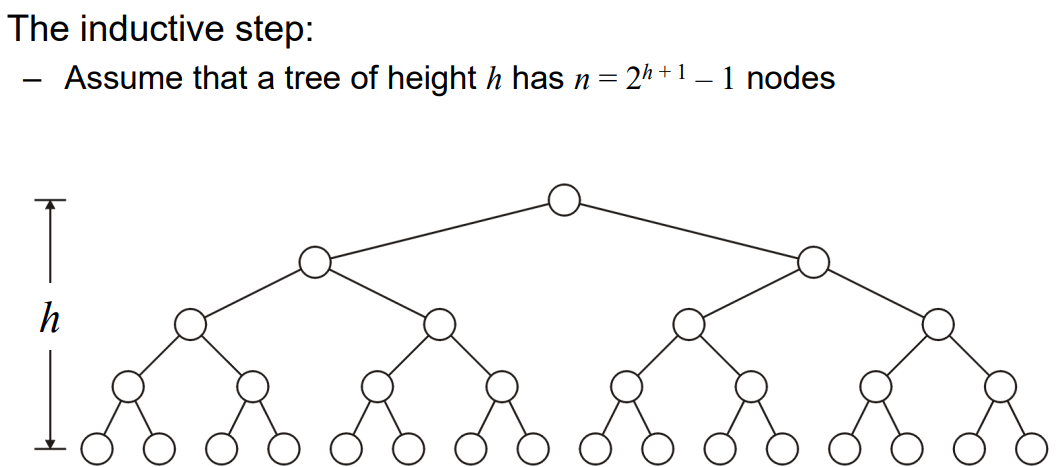 The inductive step:
– Assume that a tree of height h has n = 2^{h + 1} – 1 nodes
h